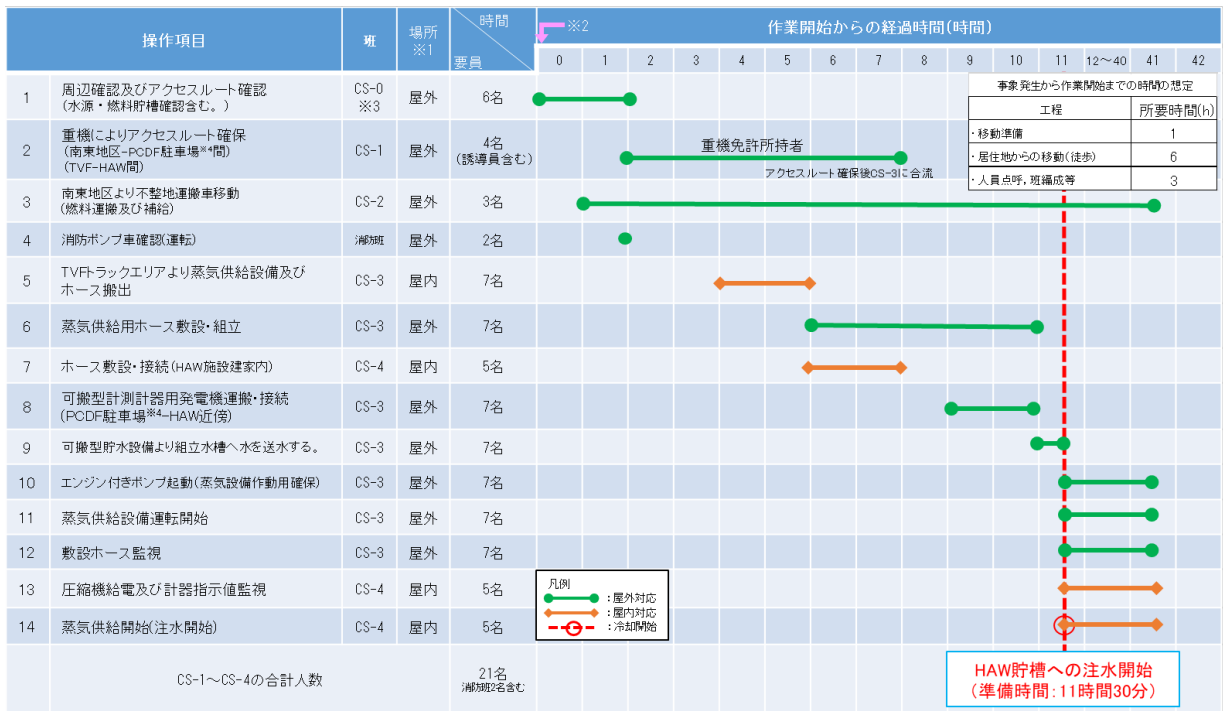 操作項目
班
場所
※1
時間
要員
※2
作業開始からの経過時間(時間)
0 1 2 3 4 5 6 7 8 9 10 11 12～40 41 42
事象発生から作業開始までの時間の想定
工程 所要時間(h)
・移動準備 1
・居住地からの移動(徒歩) 6
・人員点呼，班編成等 3
1
周辺確認及びアクセスルート確認
(水源・燃料貯槽確認含む。)
CS-0
※3
屋外
6名
2
重機によりアクセスルート確保
(南東地区-PCDF駐車場※4間)
(TVF-HAW間)
CS-1
屋外
4名
(誘導員含む)
重機免許所持者
アクセスルート確保後CS-3に合流
3
南東地区より不整地運搬車移動
(燃料運搬及び補給)
CS-2
屋外
3名
4
消防ポンプ車確認(運転)
消防班
屋外
2名
5
TVFトラックエリアより蒸気供給設備及び
ホース搬出
CS-3
屋内
7名
6
蒸気供給用ホース敷設・組立
CS-3
屋外
7名
7
ホース敷設・接続(HAW施設建家内)
CS-4
屋内
5名
8
可搬型計測計器用発電機運搬・接続
(PCDF駐車場※4-HAW近傍)
CS-3
屋外
7名
9
可搬型貯水設備より組立水槽へ水を送水する。
CS-3
屋外
7名
10
エンジン付きポンプ起動(蒸気設備作動用確保)
CS-3
屋外
7名
11
蒸気供給設備運転開始
CS-3
屋外
7名
12
敷設ホース監視
CS-3
屋外
7名
13
圧縮機給電及び計器指示値監視
CS-4
屋内
5名
14
蒸気供給開始(注水開始)
CS-4
屋内
5名
凡例
：屋外対応
：屋内対応
：冷却開始
CS-1～CS-4の合計人数
21名
消防班2名含む
HAW貯槽への注水開始
(準備時間：11時間30分)